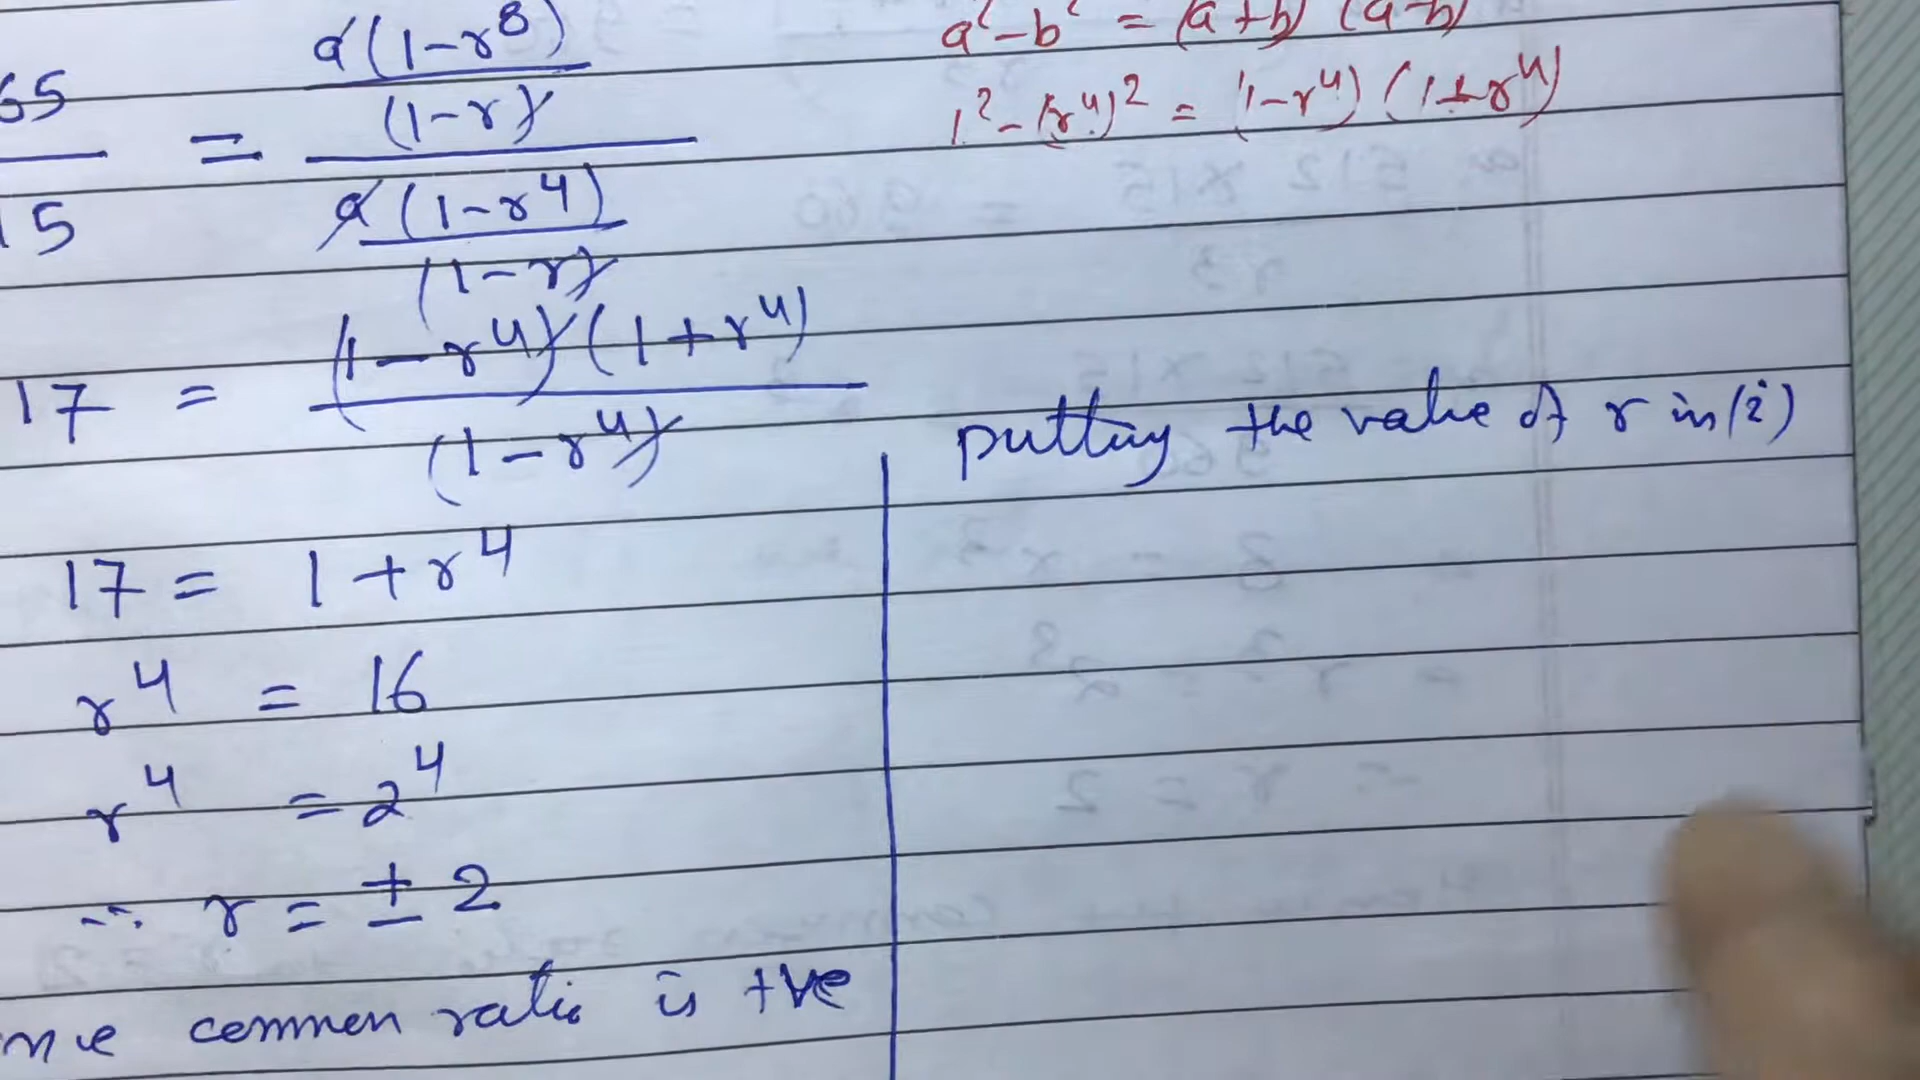 a(1-r⁸)
a²-b² = (a+b) (a-b)
65 = (1-r)
1²-(r⁴)² = (1-r⁴) (1+r⁴)
15 a(1-r⁴)
(1-r)
17 = (1-r⁴)(1+r⁴)
(1-r⁴)
putting the value of r in (i)
17 = 1+r⁴
r⁴ = 16
r⁴ = 2⁴
∴ r = ± 2
common ratio is +ve